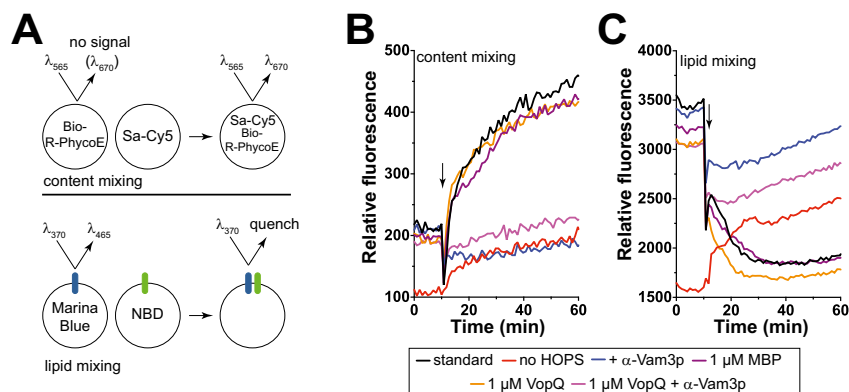 A
no signal
λ565 (λ670) λ565 λ670
Bio-
R-PhycoE
Sa-Cy5
Sa-Cy5
Bio-
R-PhycoE
content mixing
λ370 λ465 λ370 quench
Marina
Blue
NBD
lipid mixing
B
content mixing
Relative fluorescence
500
400
300
200
100
0 20 40 60
Time (min)
C
lipid mixing
Relative fluorescence
4000
3500
3000
2500
2000
1500
0 20 40 60
Time (min)
standard no HOPS + α-Vam3p 1 µM MBP
1 µM VopQ 1 µM VopQ + α-Vam3p